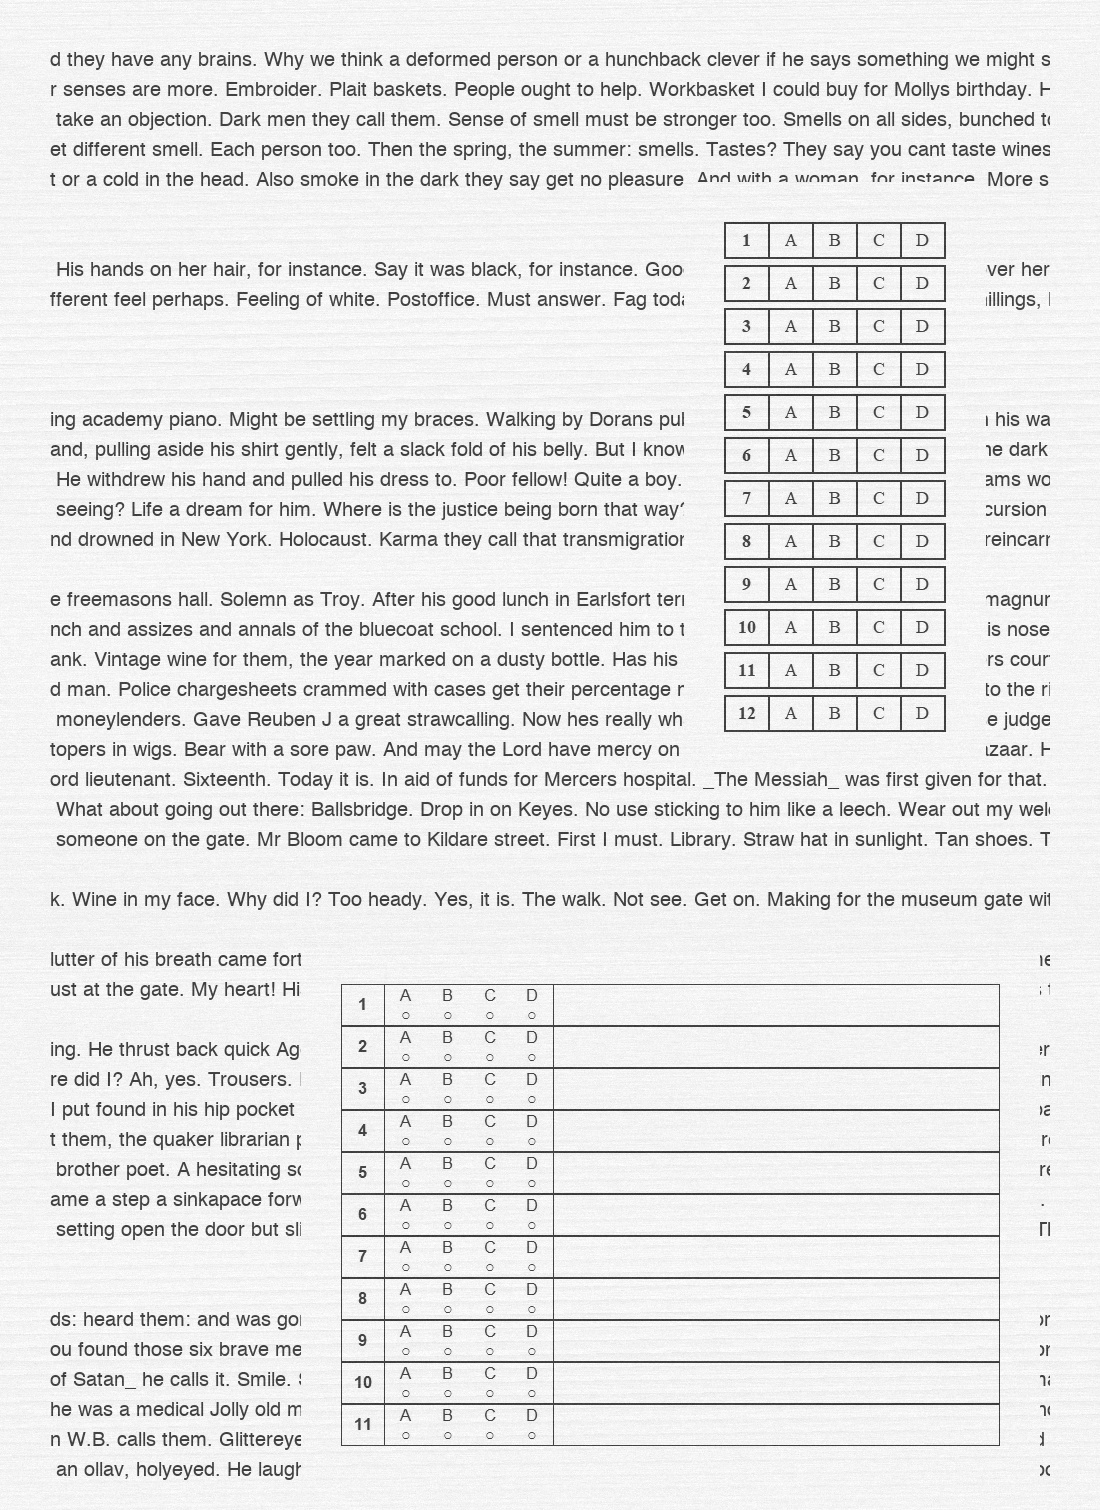 d they have any brains. Why we think a deformed person or a hunchback clever if he says something we might s
r senses are more. Embroider. Plait baskets. People ought to help. Workbasket I could buy for Mollys birthday. H
take an objection. Dark men they call them. Sense of smell must be stronger too. Smells on all sides, bunched to
et different smell. Each person too. Then the spring, the summer: smells. Tastes? They say you cant taste wines
t or a cold in the head. Also smoke in the dark they say get no pleasure. And with a woman, for instance. More s
His hands on her hair, for instance. Say it was black, for instance. Good ver her
fferent feel perhaps. Feeling of white. Postoffice. Must answer. Fag toda illings,
ing academy piano. Might be settling my braces. Walking by Dorans pul his wa
and, pulling aside his shirt gently, felt a slack fold of his belly. But I know he dark
He withdrew his hand and pulled his dress to. Poor fellow! Quite a boy. ams wo
seeing? Life a dream for him. Where is the justice being born that way? cursion
nd drowned in New York. Holocaust. Karma they call that transmigration reincarn
e freemasons hall. Solemn as Troy. After his good lunch in Earlsfort terr magnum
nch and assizes and annals of the bluecoat school. I sentenced him to t is nose
ank. Vintage wine for them, the year marked on a dusty bottle. Has his rs cour
d man. Police chargesheets crammed with cases get their percentage m to the ri
moneylenders. Gave Reuben J a great strawcalling. Now hes really wh e judge
topers in wigs. Bear with a sore paw. And may the Lord have mercy on azaar. H
ord lieutenant. Sixteenth. Today it is. In aid of funds for Mercers hospital. _The Messiah_ was first given for that.
What about going out there: Ballsbridge. Drop in on Keyes. No use sticking to him like a leech. Wear out my welc
someone on the gate. Mr Bloom came to Kildare street. First I must. Library. Straw hat in sunlight. Tan shoes. T
k. Wine in my face. Why did I? Too heady. Yes, it is. The walk. Not see. Get on. Making for the museum gate wit
lutter of his breath came fort
ust at the gate. My heart! Hi
ing. He thrust back quick Ag
re did I? Ah, yes. Trousers.
I put found in his hip pocket
t them, the quaker librarian p
brother poet. A hesitating so
ame a step a sinkapace forw
setting open the door but sli
ds: heard them: and was gon
ou found those six brave me
of Satan_ he calls it. Smile.
he was a medical Jolly old m
n W.B. calls them. Glittereye
an ollav, holyeyed. He laugh
1 A B C D
2 A B C D
3 A B C D
4 A B C D
5 A B C D
6 A B C D
7 A B C D
8 A B C D
9 A B C D
10 A B C D
11 A B C D
12 A B C D
1 A B C D
2 A B C D
3 A B C D
4 A B C D
5 A B C D
6 A B C D
7 A B C D
8 A B C D
9 A B C D
10 A B C D
11 A B C D